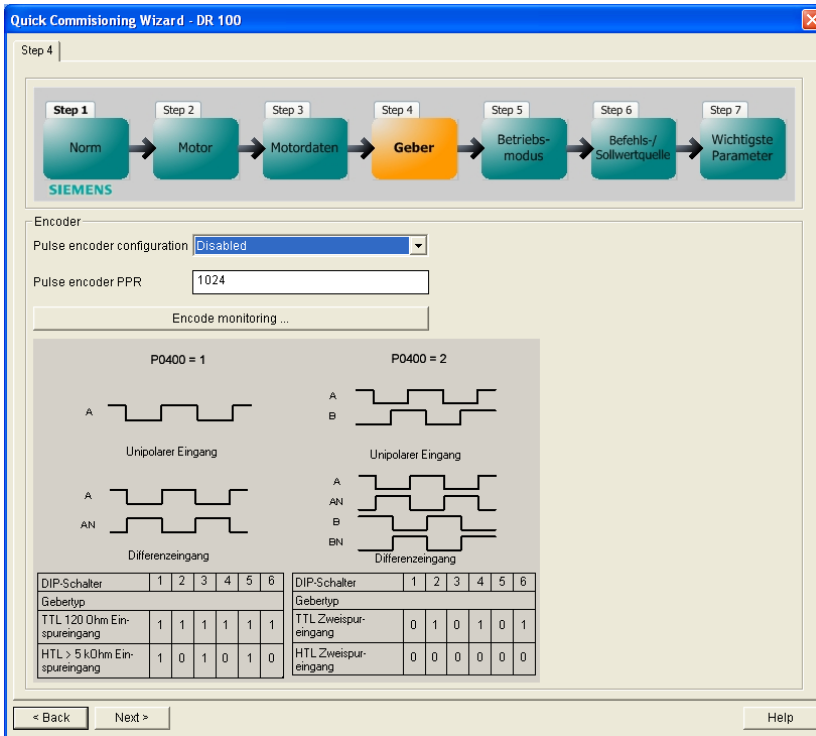 Quick Commisioning Wizard - DR 100
Step 4
Step 1
Step 2
Step 3
Step 4
Step 5
Step 6
Step 7
Norm
Motor
Motordaten
Geber
Betriebs-
modus
Befehls-/
Sollwertquelle
Wichtigste
Parameter
SIEMENS
Encoder
Pulse encoder configuration Disabled
Pulse encoder PPR 1024
Encode monitoring ...
P0400 = 1
A
Unipolarer Eingang
A
AN
Differenzeingang
DIP-Schalter 1 2 3 4 5 6
Gebertyp
TTL 120 Ohm Ein-
spureingang 1 1 1 1 1 1
HTL > 5 kOhm Ein-
spureingang 1 0 1 0 1 0
P0400 = 2
A
B
Unipolarer Eingang
A
AN
B
BN
Differenzeingang
DIP-Schalter 1 2 3 4 5 6
Gebertyp
TTL Zweispur-
eingang 0 1 0 1 0 1
HTL Zweispur-
eingang 0 0 0 0 0 0
< Back
Next >
Help